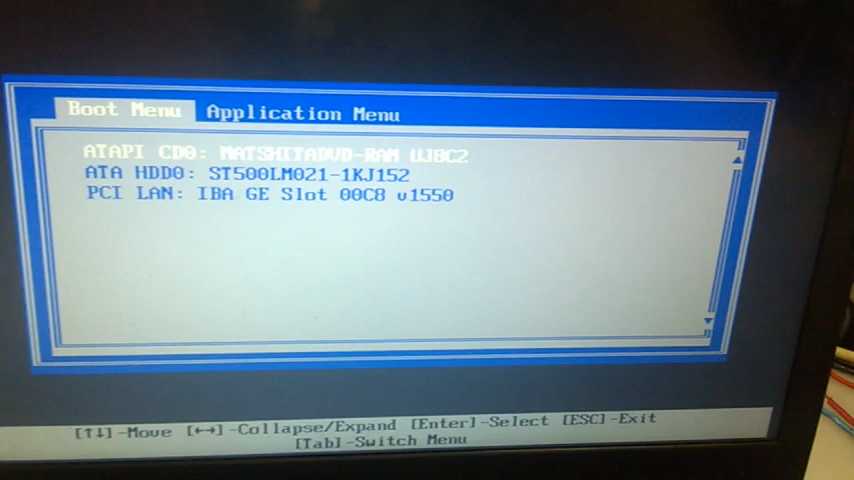 Boot Menu Application Menu
ATAPI CD0: MATSHITADVD-RAM UJ8C2
ATA HDD0: ST500LM021-1KJ152
PCI LAN: IBA GE Slot 00C8 v1550
[↑↓]-Move [←→]-Collapse/Expand [Enter]-Select [ESC]-Exit
[Tab]-Switch Menu